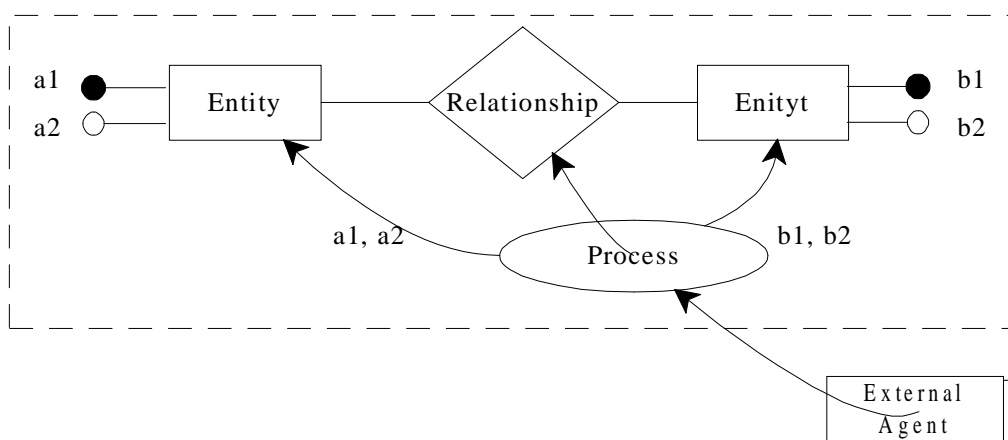 a1
a2
Entity
Relationship
Enityt
b1
b2
a1, a2
Process
b1, b2
External
Agent